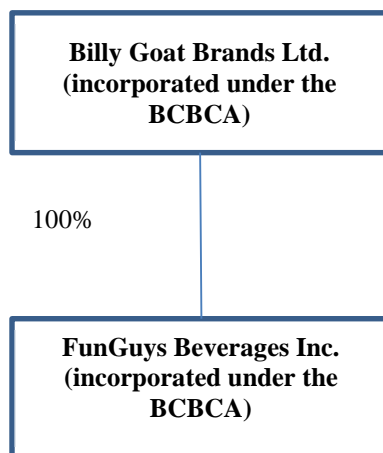 Billy Goat Brands Ltd.
(incorporated under the
BCBCA)
100%
FunGuys Beverages Inc.
(incorporated under the
BCBCA)